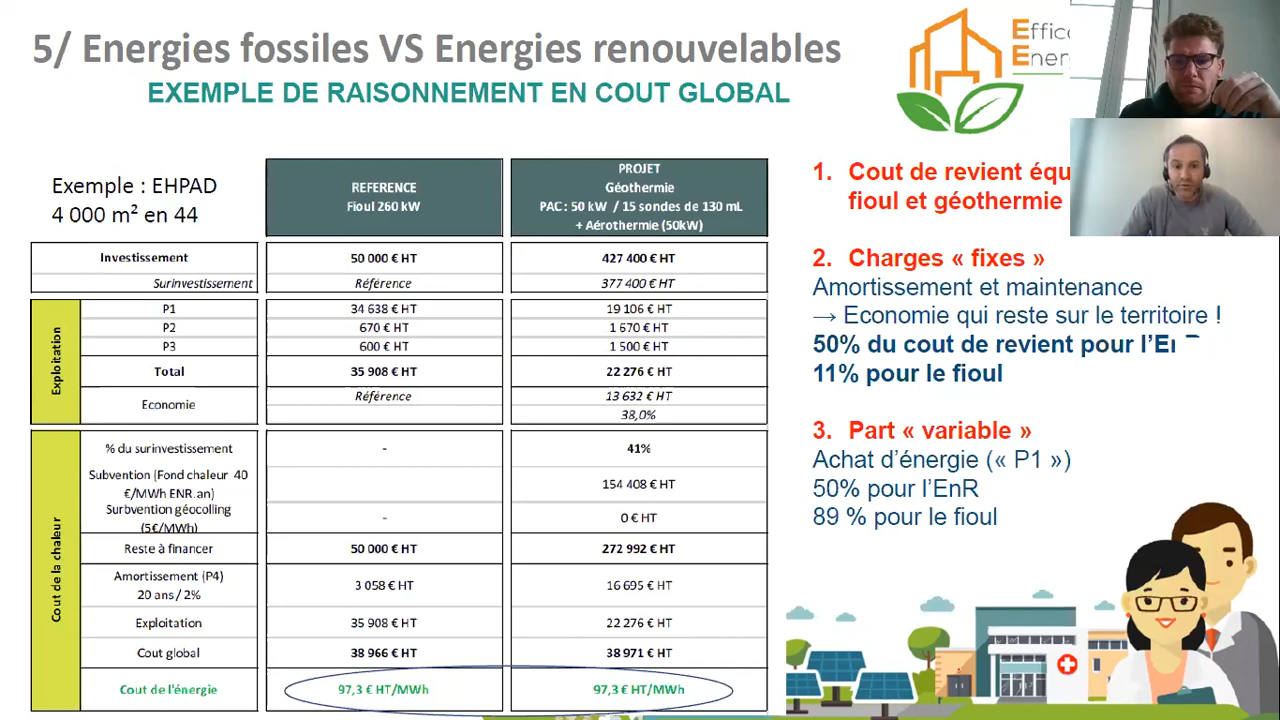 5/ Energies fossiles VS Energies renouvelables
EXEMPLE DE RAISONNEMENT EN COUT GLOBAL
Exemple : EHPAD
4 000 m² en 44
REFERENCE
Fioul 260 kW
PROJET
Géothermie
PAC : 50 kW / 15 sondes de 130 mL
+ Aérothermie (50kW)
Investissement 50 000 € HT 427 400 € HT
Surinvestissement Référence 377 400 € HT
Exploitation
P1 34 638 € HT 19 106 € HT
P2 670 € HT 1 670 € HT
P3 600 € HT 1 500 € HT
Total 35 908 € HT 22 276 € HT
Economie Référence 13 632 € HT
38,0%
Cout de la chaleur
% du surinvestissement - 41%
Subvention (Fond chaleur 40
€/MWh ENR.an) 154 408 € HT
Surbvention géocolling
(5€/MWh) - 0 € HT
Reste à financer 50 000 € HT 272 992 € HT
Amortissement (P4)
20 ans / 2% 3 058 € HT 16 695 € HT
Exploitation 35 908 € HT 22 276 € HT
Cout global 38 966 € HT 38 971 € HT
Cout de l'énergie 97,3 € HT/MWh 97,3 € HT/MWh
1. Cout de revient équ
fioul et géothermie
2. Charges « fixes »
Amortissement et maintenance
→ Economie qui reste sur le territoire !
50% du cout de revient pour
11% pour le fioul
3. Part « variable »
Achat d'énergie (« P1 »)
50% pour l'EnR
89 % pour le fioul
Effic
Ener